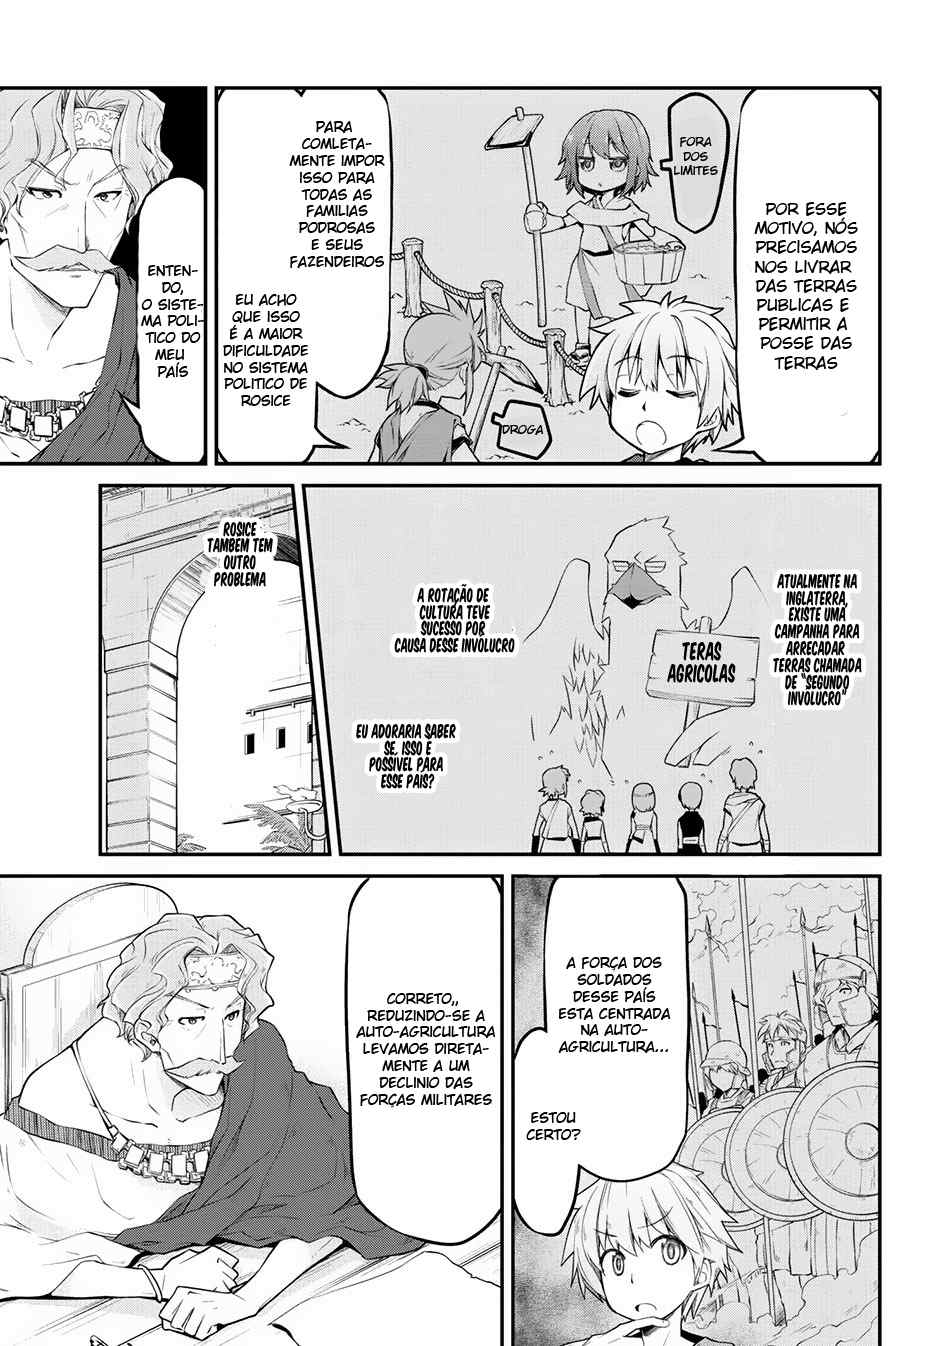 POR ESSE
MOTIVO, NÓS
PRECISAMOS
NOS LIVRAR
DAS TERRAS
PUBLICAS E
PERMITIR A
POSSE DAS
TERRAS
FORA
DOS
LIMITES
DROGA
PARA
COMLETA-
MENTE IMPOR
ISSO PARA
TODAS AS
FAMILIAS
PODROSAS
E SEUS
FAZENDEIROS
EU ACHO
QUE ISSO
É A MAIOR
DIFICULDADE
NO SISTEMA
POLITICO DE
ROSICE
ENTEN-
DO,
O SISTE-
MA POLI-
TICO DO
MEU
PAÍS
ATUALMENTE NA
INGLATERRA,
EXISTE UMA
CAMPANHA PARA
ARRECADAR
TERRAS CHAMADA
DE "SEGUNDO
INVOLUCRO"
TERAS
AGRICOLAS
A ROTAÇÃO DE
CULTURA TEVE
SUCESSO POR
CAUSA DESSE INVOLUCRO
EU ADORARIA SABER
SE, ISSO É
POSSIVEL PARA
ESSE PAIS?
ROSICE
TAMBEM TEM
OUTRO
PROBLEMA
A FORÇA DOS
SOLDADOS
DESSE PAÍS
ESTA CENTRADA
NA AUTO-
AGRICULTURA...
ESTOU
CERTO?
CORRETO,,
REDUZINDO-SE A
AUTO-AGRICULTURA
LEVAMOS DIRETA-
MENTE A UM
DECLINIO DAS
FORÇAS MILITARES